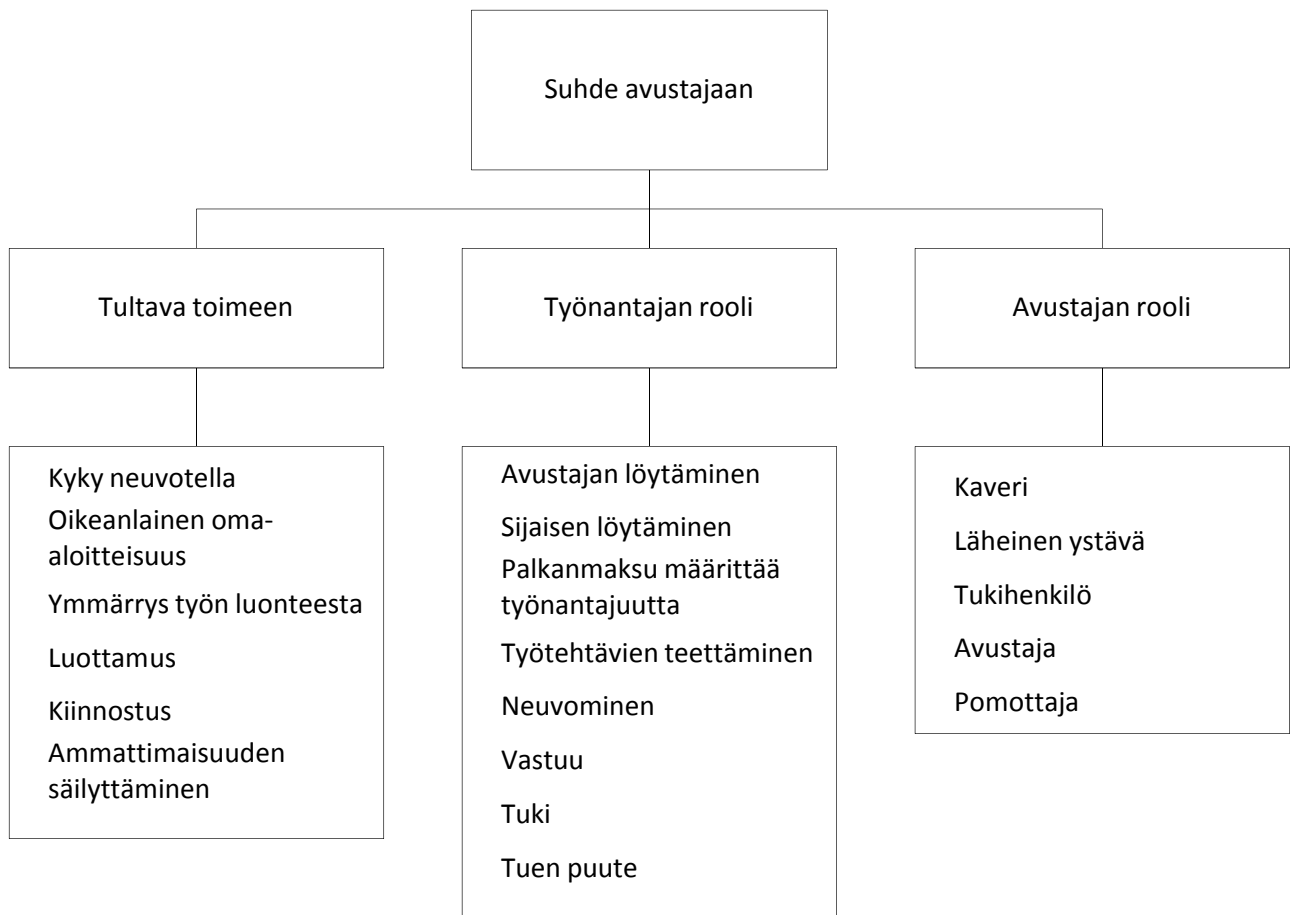 Suhde avustajaan
Tultava toimeen
Työnantajan rooli
Avustajan rooli
Kyky neuvotella
Oikeanlainen oma-
aloitteisuus
Ymmärrys työn luonteesta
Luottamus
Kiinnostus
Ammattimaisuuden
säilyttäminen
Avustajan löytäminen
Sijaisen löytäminen
Palkanmaksu määrittää
työnantajuutta
Työtehtävien teettäminen
Neuvominen
Vastuu
Tuki
Tuen puute
Kaveri
Läheinen ystävä
Tukihenkilö
Avustaja
Pomottaja